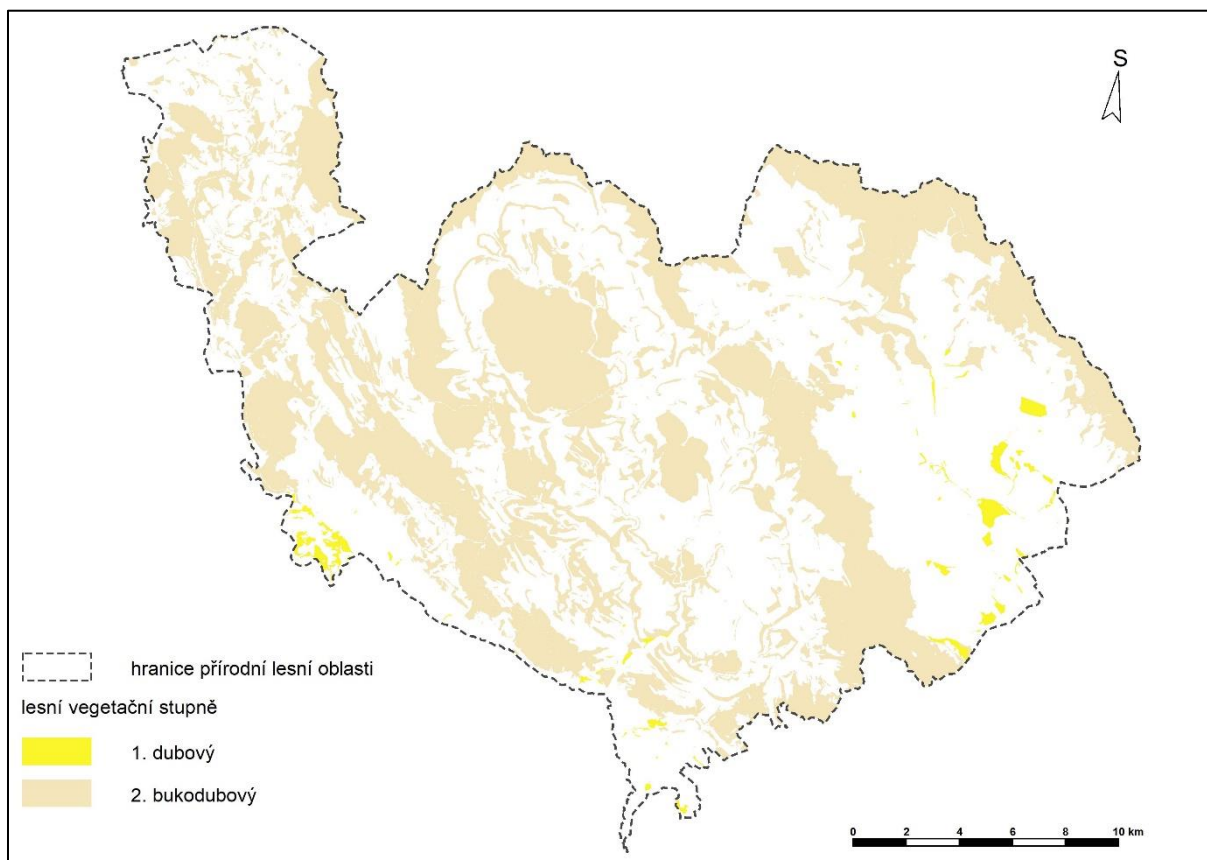 S
hranice přírodní lesní oblasti
lesní vegetační stupně
1. dubový
2. bukodubový
0 2 4 6 8 10 km